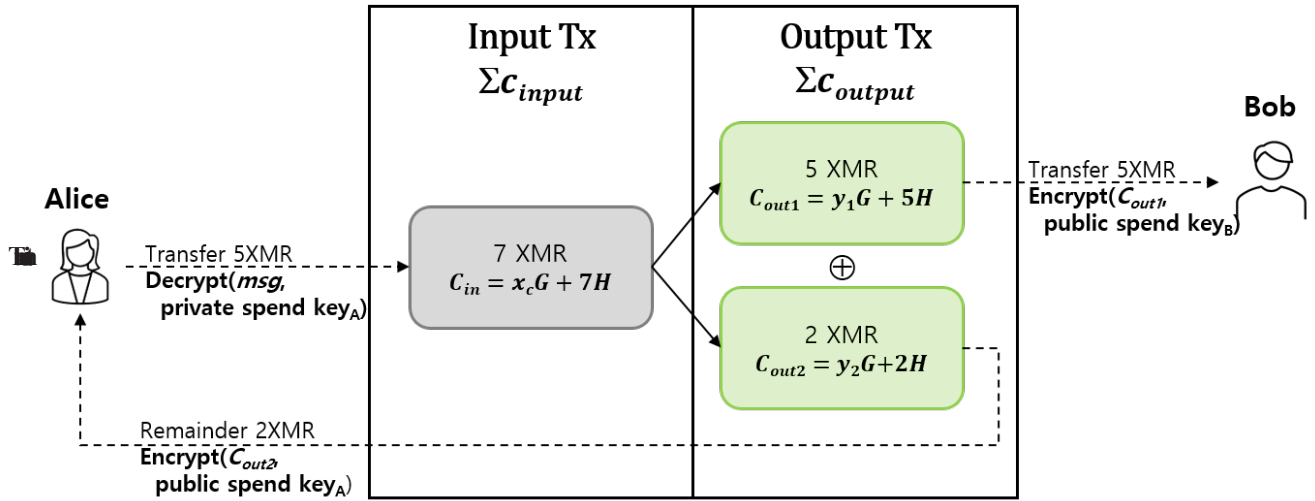 Input Tx
Σc_input
Output Tx
Σc_output
Alice
Transfer 5XMR
Decrypt(msg,
private spend key_A)
7 XMR
C_in = x_cG + 7H
5 XMR
C_out1 = y_1G + 5H
⊕
2 XMR
C_out2 = y_2G+2H
Bob
Transfer 5XMR
Encrypt(C_out1,
public spend key_B)
Remainder 2XMR
Encrypt(C_out2,
public spend key_A)